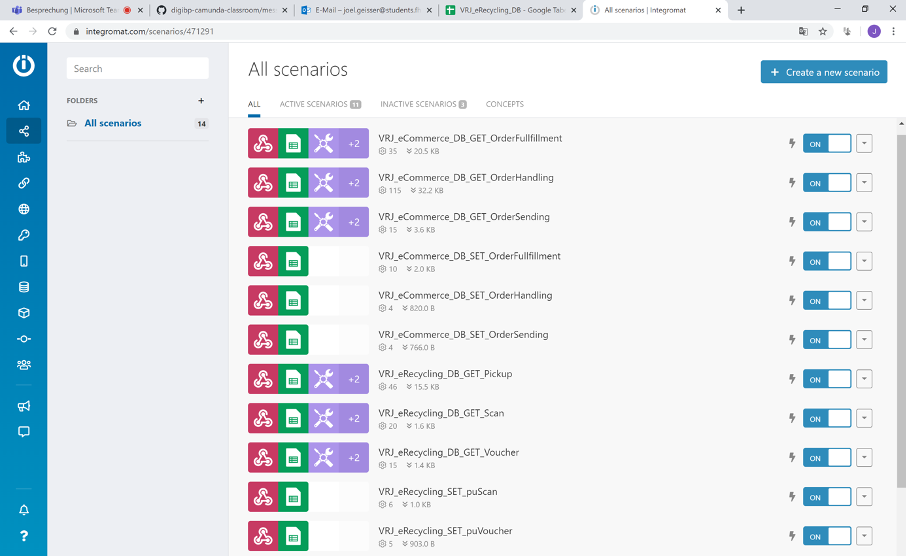 Besprechung | Microsoft Tea
digibp-camunda-classroom/mes
E-Mail – joel.geisser@students.fh
VRJ_eRecycling_DB - Google Tab
All scenarios | Integromat
integromat.com/scenarios/471291
J
Search
FOLDERS
All scenarios 14
All scenarios
Create a new scenario
ALL ACTIVE SCENARIOS 11 INACTIVE SCENARIOS 3 CONCEPTS
+2 VRJ_eCommerce_DB_GET_OrderFullfillment ON
35 20.5 KB
+2 VRJ_eCommerce_DB_GET_OrderHandling ON
115 32.2 KB
+2 VRJ_eCommerce_DB_GET_OrderSending ON
15 3.6 KB
VRJ_eCommerce_DB_SET_OrderFullfillment ON
10 2.0 KB
VRJ_eCommerce_DB_SET_OrderHandling ON
4 820.0 B
VRJ_eCommerce_DB_SET_OrderSending ON
4 766.0 B
+2 VRJ_eRecycling_DB_GET_Pickup ON
46 15.5 KB
+2 VRJ_eRecycling_DB_GET_Scan ON
20 1.6 KB
+2 VRJ_eRecycling_DB_GET_Voucher ON
15 1.4 KB
VRJ_eRecycling_SET_puScan ON
6 1.0 KB
VRJ_eRecycling_SET_puVoucher ON
5 903.0 B